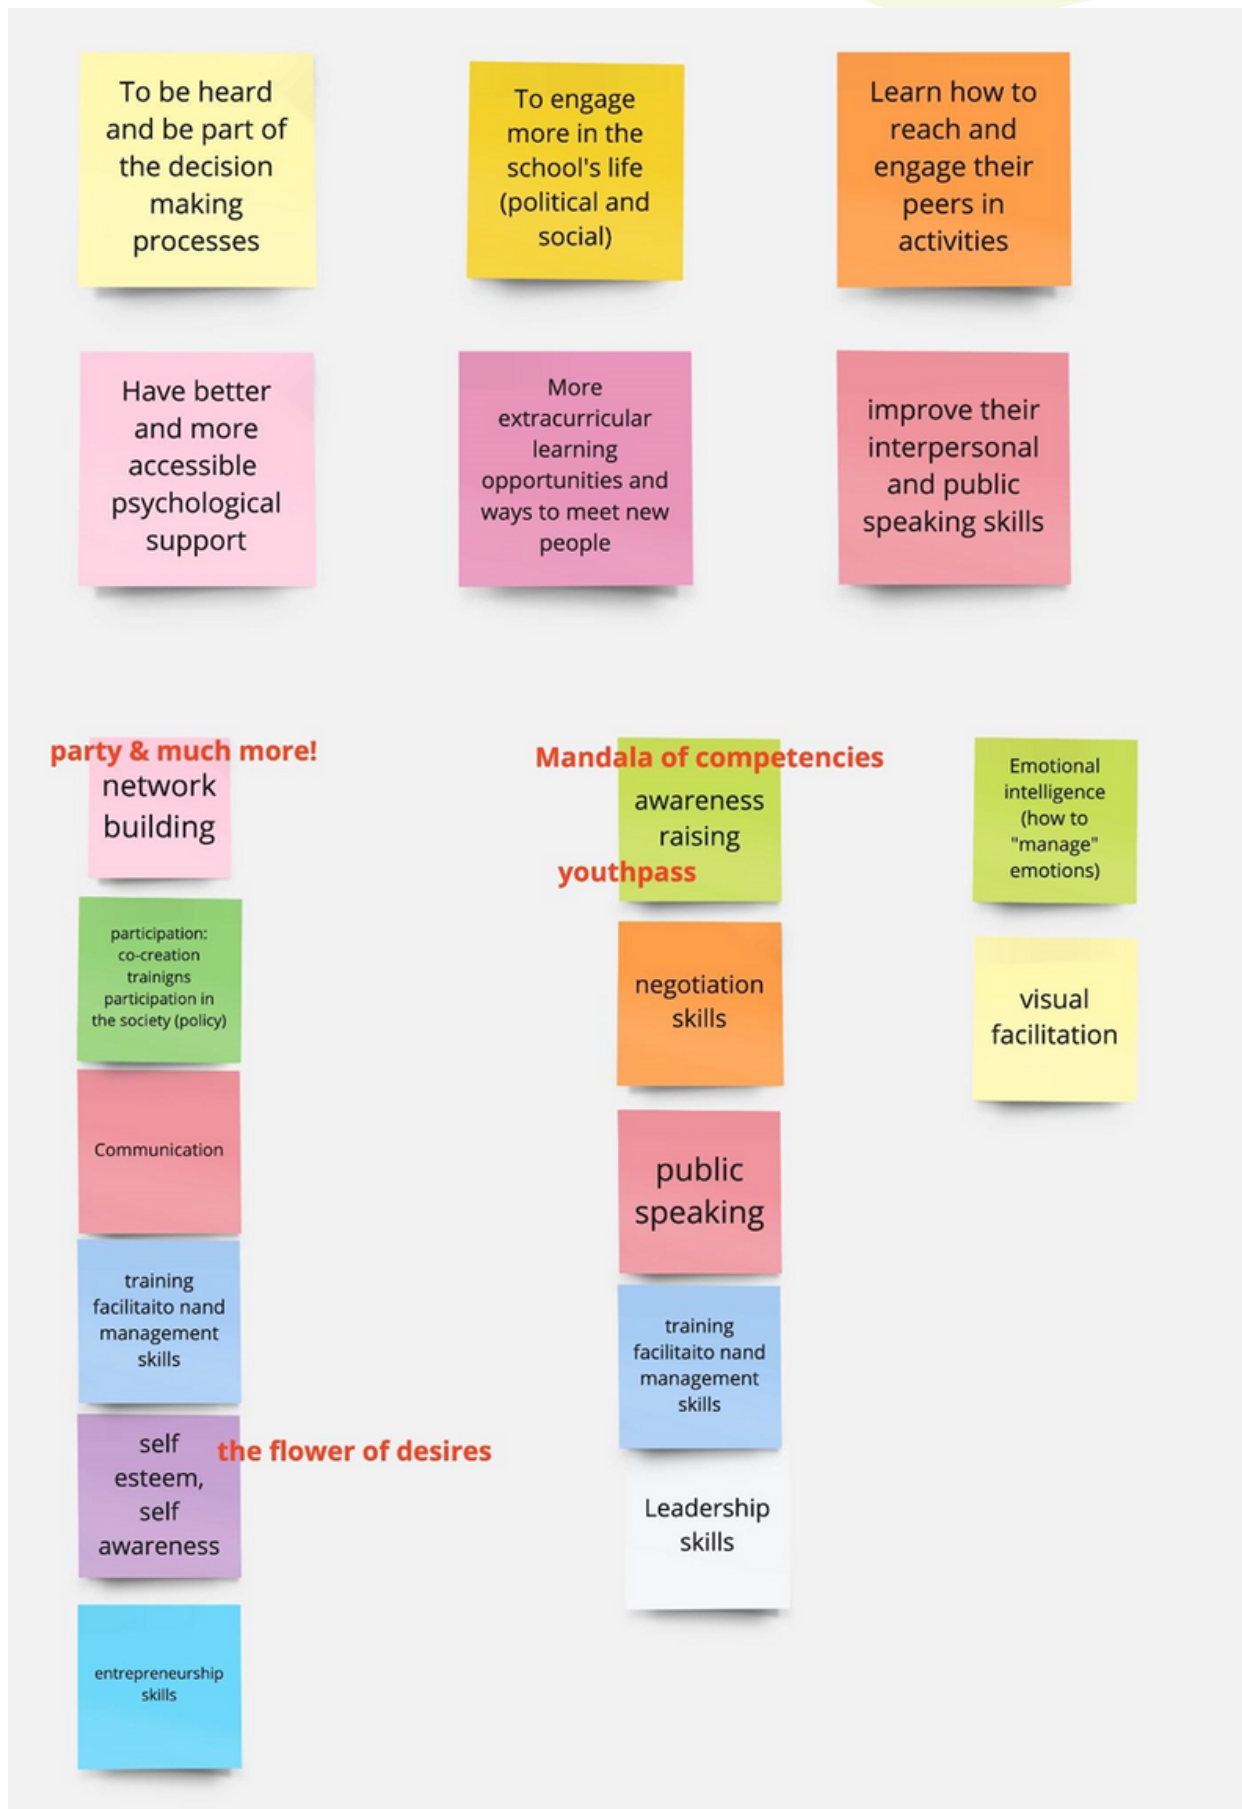 To be heard
and be part of
the decision
making
processes
To engage
more in the
school's life
(political and
social)
Learn how to
reach and
engage their
peers in
activities
Have better
and more
accessible
psychological
support
More
extracurricular
learning
opportunities and
ways to meet new
people
improve their
interpersonal
and public
speaking skills
party & much more!
network
building
participation:
co-creation
trainigns
participation in
the society (policy)
Communication
training
facilitaito nand
management
skills
self
esteem,
self
awareness
the flower of desires
entrepreneurship
skills
Mandala of competencies
awareness
raising
youthpass
negotiation
skills
public
speaking
training
facilitaito nand
management
skills
Leadership
skills
Emotional
intelligence
(how to
"manage"
emotions)
visual
facilitation